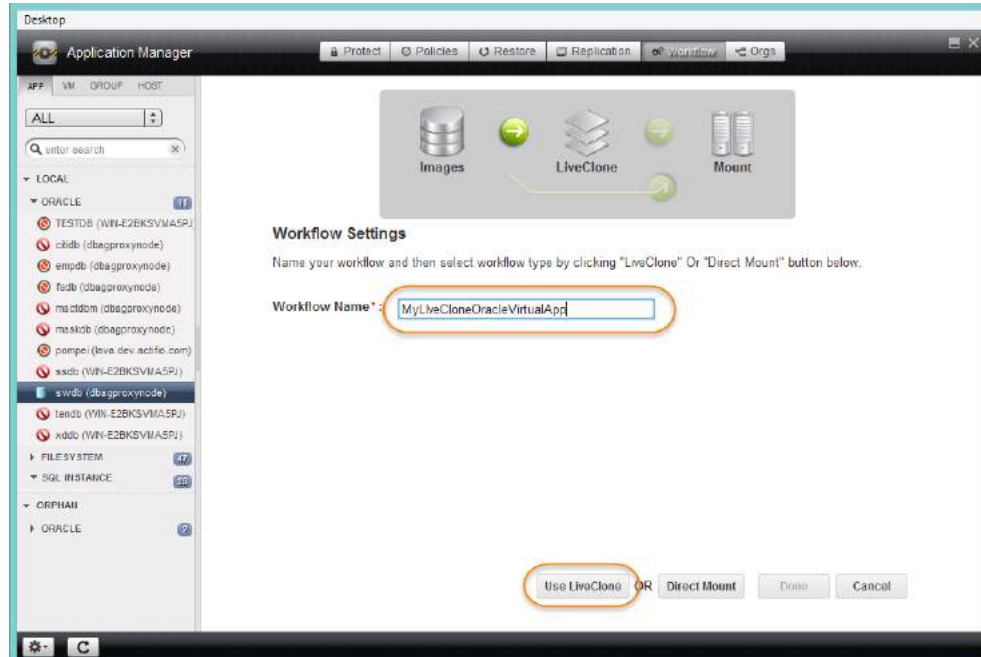 Desktop
Application Manager
Protect
Policies
Restore
Replication
Workflow
Orgs
APP VM GROUP HOST
ALL
enter search
LOCAL
ORACLE 11
TESTDB (WIN-E2BKSVMA5PJ
citidb (dbagproxynode)
empdb (dbagproxynode)
fsdb (dbagproxynode)
(dbagproxynode)
maskdb (dbagproxynode)
pompei (lava.dev.actifio.com)
ssdb (WIN-E2BKSVMA5PJ)
swdb (dbagproxynode)
tendb (WIN-E2BKSVMA5PJ)
xddb (WIN-E2BKSVMA5PJ)
FILESYSTEM 47
SQL INSTANCE
ORPHAN
ORACLE
Images
LiveClone
Mount
Workflow Settings
Name your workflow and then select workflow type by clicking "LiveClone" Or "Direct Mount" button below.
Workflow Name* : MyLiveCloneOracleVirtualApp
Use LiveClone OR Direct Mount Done Cancel